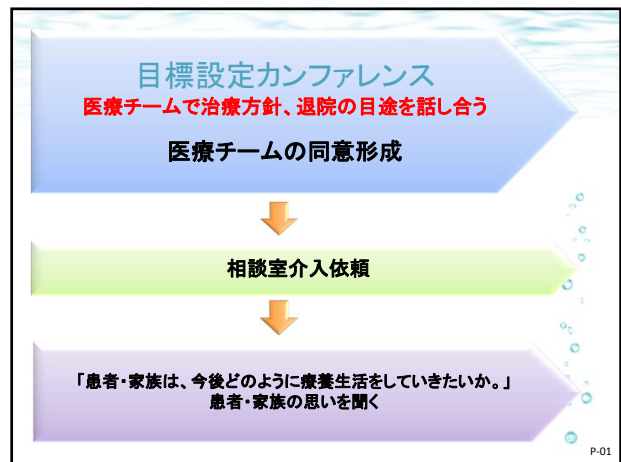 目標設定カンファレンス
医療チームで治療方針、退院の目途を話し合う
医療チームの同意形成
相談室介入依頼
「患者・家族は、今後どのように療養生活をしていきたいか。」
患者・家族の思いを聞く
P-01